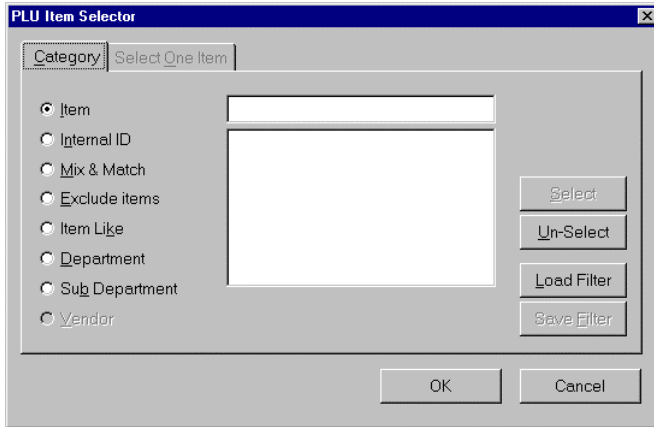 PLU Item Selector
Category Select One Item
Item
Internal ID
Mix & Match
Exclude items
Item Like
Department
Sub Department
Vendor
Select
Un-Select
Load Filter
Save Filter
OK Cancel